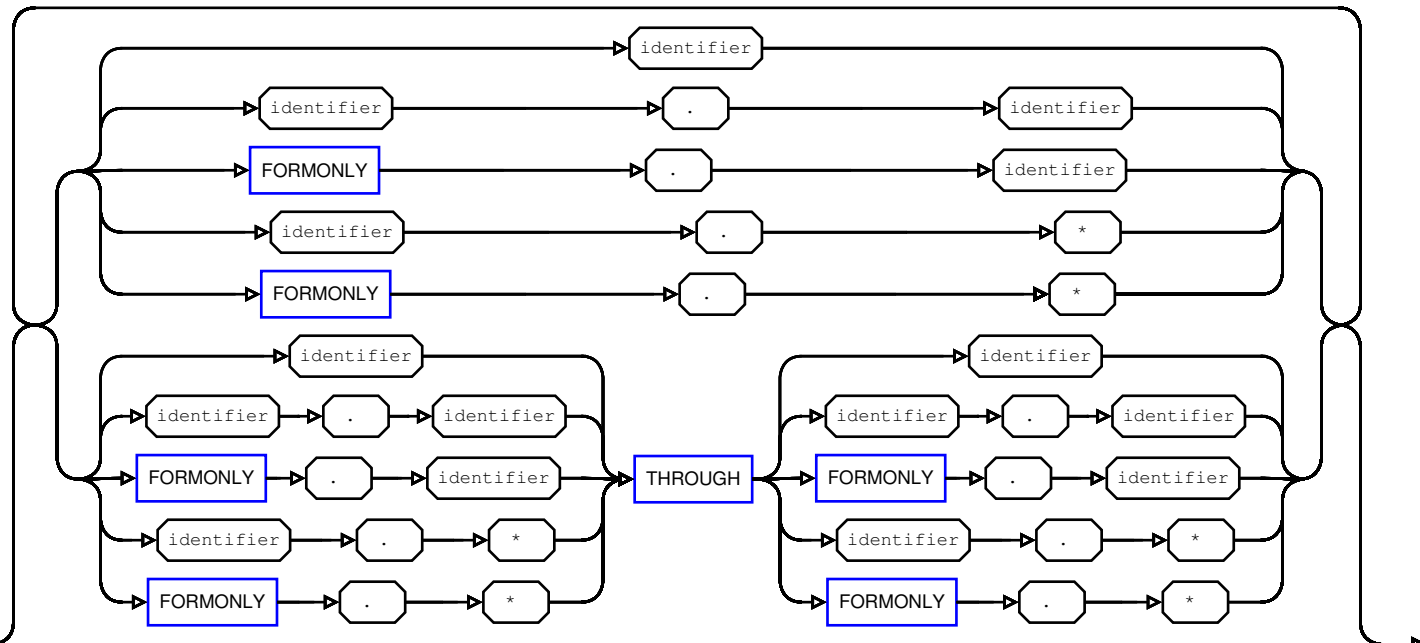 identifier
identifier . identifier
FORMONLY . identifier
identifier . *
FORMONLY . *
identifier identifier
identifier . identifier identifier . identifier
FORMONLY . identifier THROUGH FORMONLY . identifier
identifier . * identifier . *
FORMONLY . * FORMONLY . *